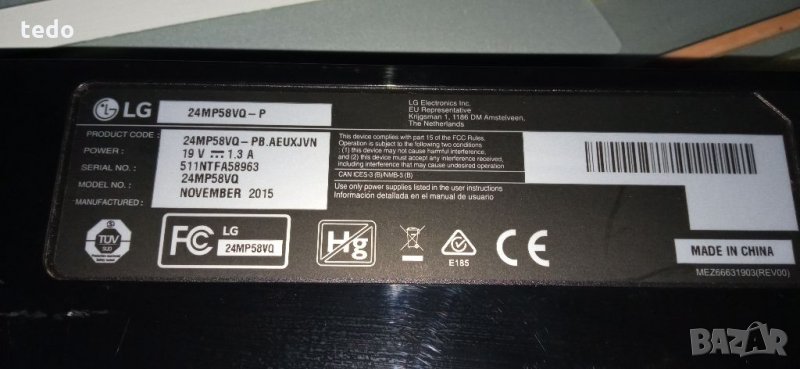 tedo
LG
24MP58VQ-P
LG Electronics Inc.
EU Representative
Krijgsman 1, 1186 DM Amstelveen,
The Netherlands
PRODUCT CODE : 24MP58VQ-PB.AEUXJVN
POWER : 19 V ⎓ 1.3 A
SERIAL NO. : 511NTFA58963
MODEL NO. : 24MP58VQ
MANUFACTURED : NOVEMBER 2015
This device complies with part 15 of the FCC Rules.
Operation is subject to the following two conditions
: (1) this device may not cause harmful interference,
and (2) this device must accept any interference received,
including interference that may cause undesired operation.
CAN ICES-3 (B)/NMB-3 (B)
Use only power supplies listed in the user instructions
Información detallada en el manual de usuario
TÜV
SUD
FC LG
24MP58VQ
Hg
E185
CE
MADE IN CHINA
MEZ66631903(REV00)
BAZAR